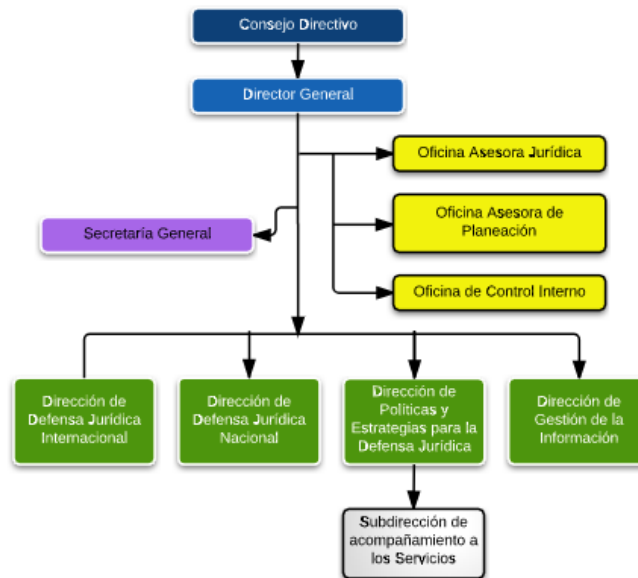 Consejo Directivo
Director General
Oficina Asesora Jurídica
Oficina Asesora de
Planeación
Secretaría General
Oficina de Control Interno
Dirección de
Defensa Jurídica
Internacional
Dirección de
Defensa Jurídica
Nacional
Dirección de
Políticas y
Estrategias para la
Defensa Jurídica
Dirección de
Gestión de la
Información
Subdirección de
acompañamiento a
los Servicios